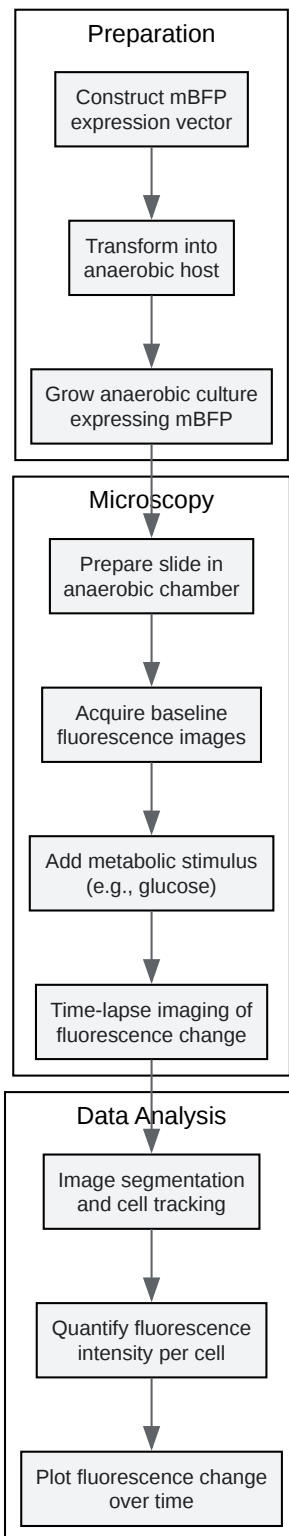 Preparation
Construct mBFP
expression vector
Transform into
anaerobic host
Grow anaerobic culture
expressing mBFP
Microscopy
Prepare slide in
anaerobic chamber
Acquire baseline
fluorescence images
Add metabolic stimulus
(e.g., glucose)
Time-lapse imaging of
fluorescence change
Data Analysis
Image segmentation
and cell tracking
Quantify fluorescence
intensity per cell
Plot fluorescence change
over time